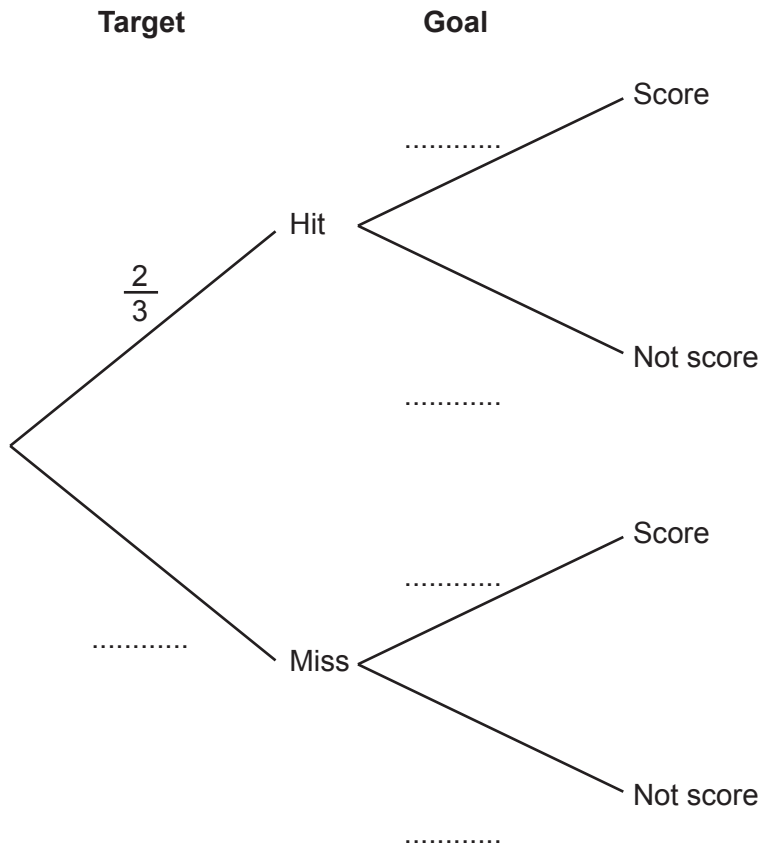 Target Goal
Score
............
Hit
2
3
Not score
............
Score
............
............
Miss
Not score
............